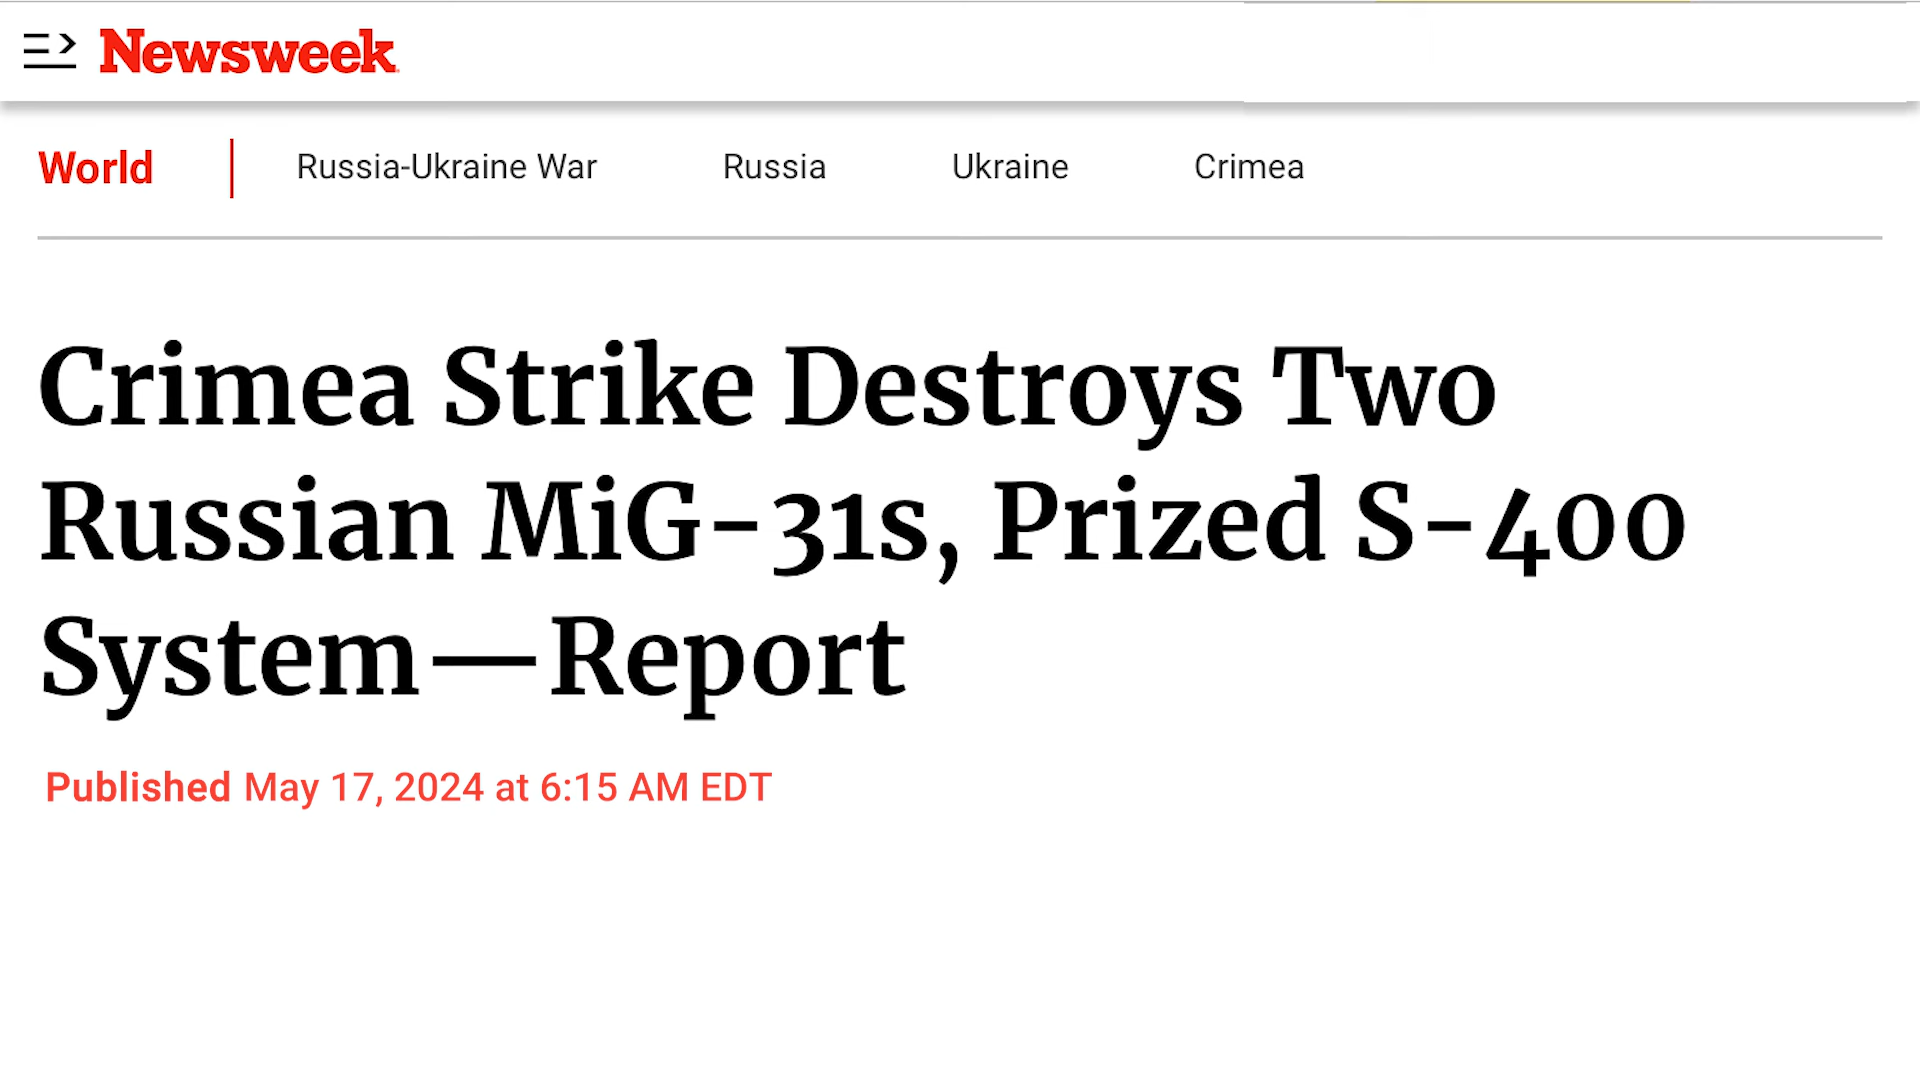 Newsweek
World Russia-Ukraine War Russia Ukraine Crimea
Crimea Strike Destroys Two
Russian MiG-31s, Prized S-400
System—Report
Published May 17, 2024 at 6:15 AM EDT